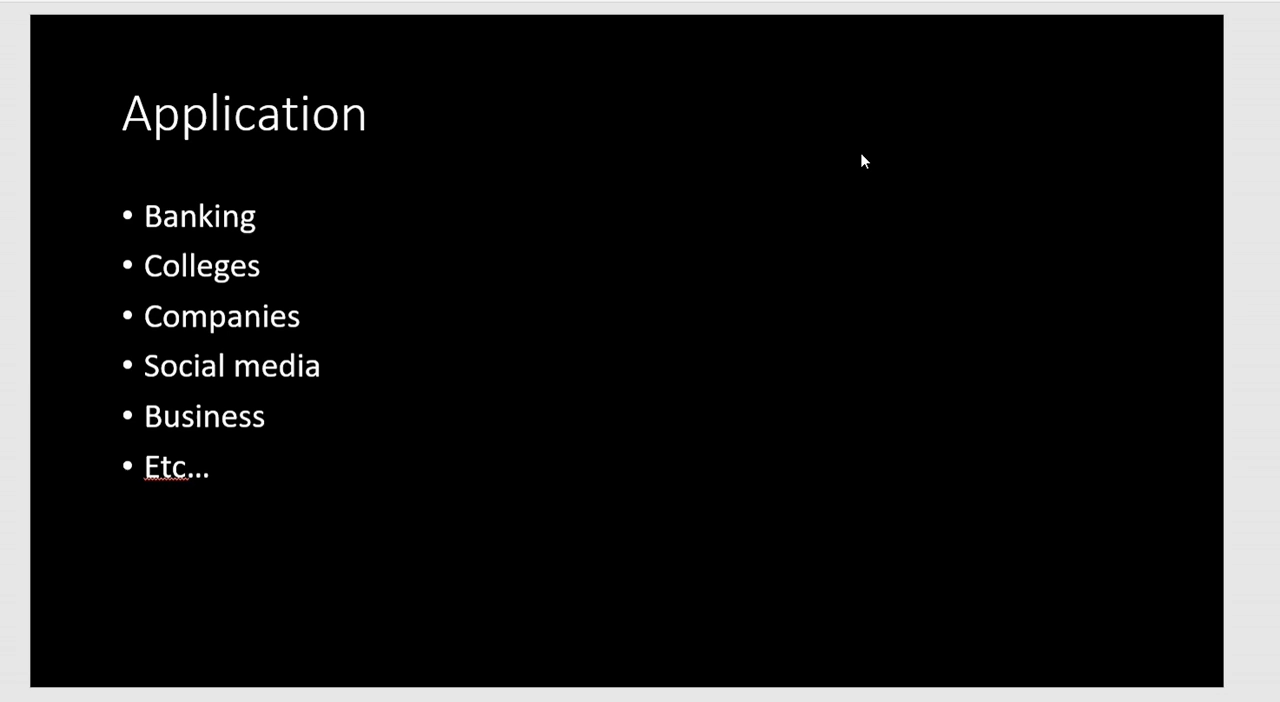 Application
• Banking
• Colleges
• Companies
• Social media
• Business
• Etc...